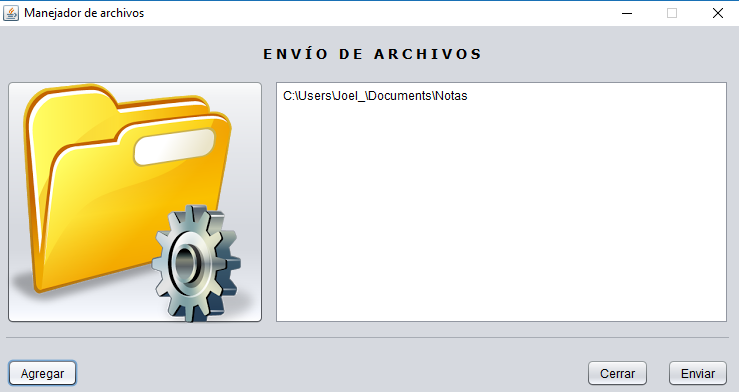 Manejador de archivos
ENVÍO DE ARCHIVOS
C:\Users\Joel_\Documents\Notas
Agregar
Cerrar
Enviar